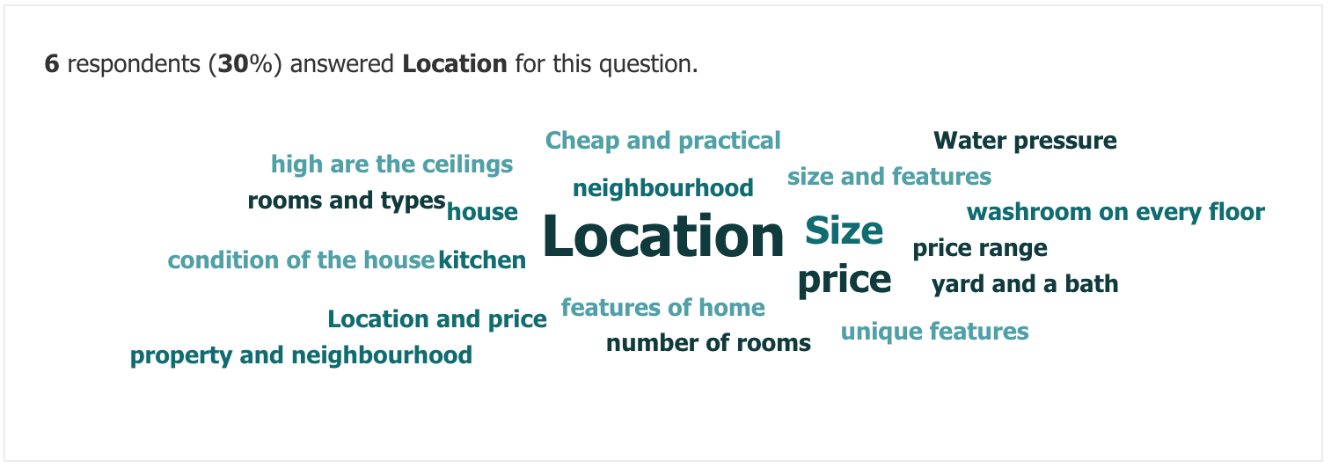 6 respondents (30%) answered Location for this question.
Cheap and practical
Water pressure
high are the ceilings
size and features
neighbourhood
rooms and types
house
washroom on every floor
Location
Size
price range
condition of the house
kitchen
price
yard and a bath
features of home
Location and price
unique features
number of rooms
property and neighbourhood